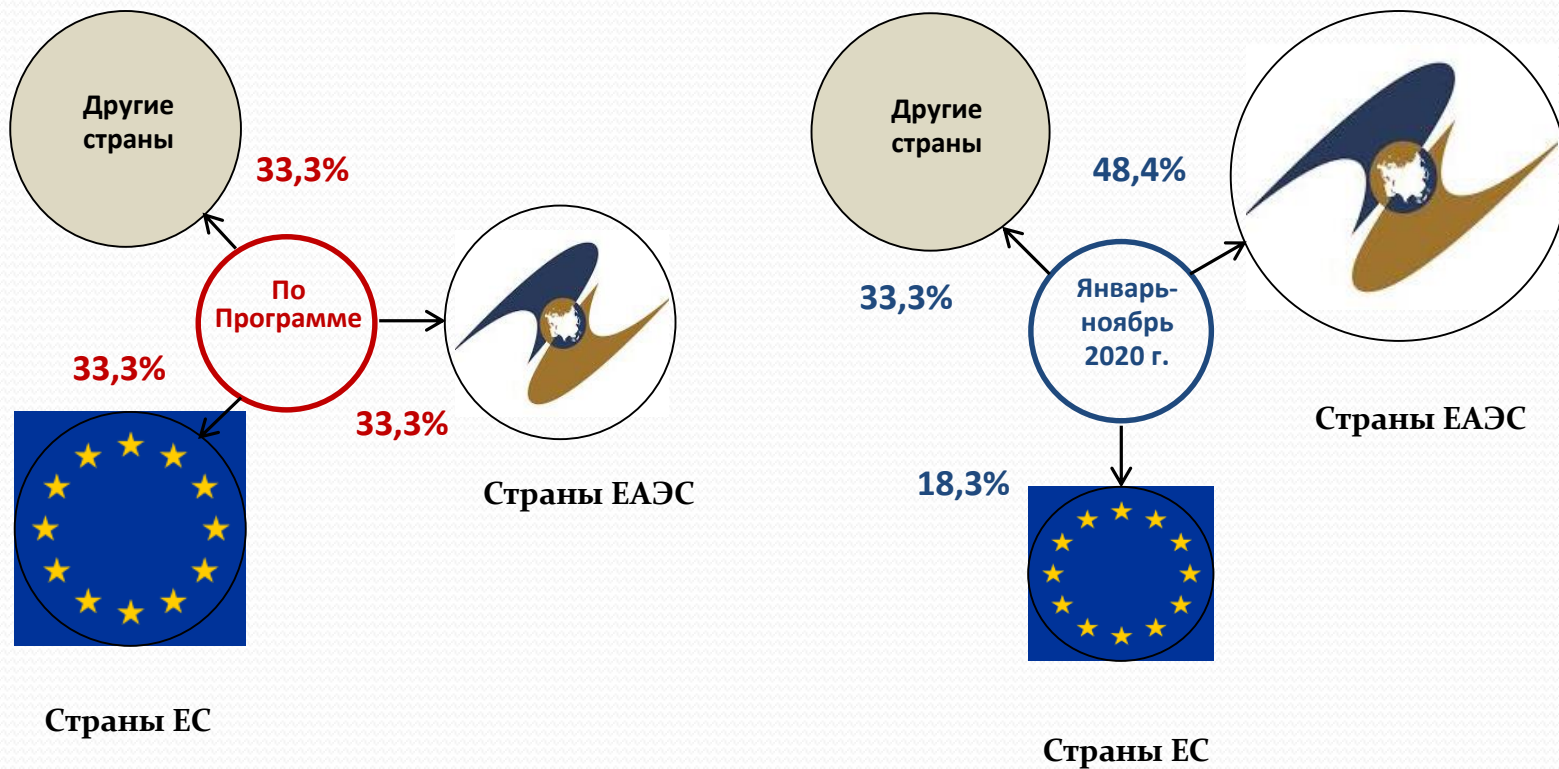 Другие
страны
33,3%
По
Программе
33,3%
33,3%
Страны ЕАЭС
Страны ЕС
Другие
страны
48,4%
33,3%
Январь-
ноябрь
2020 г.
Страны ЕАЭС
18,3%
Страны ЕС